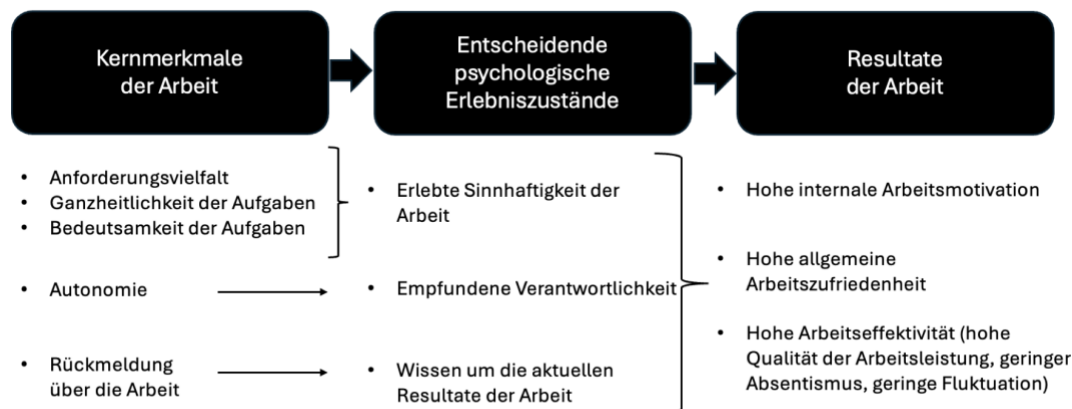 Kernmerkmale
der Arbeit
Entscheidende
psychologische
Erlebniszustände
Resultate
der Arbeit
• Anforderungsvielfalt
• Ganzheitlichkeit der Aufgaben
• Bedeutsamkeit der Aufgaben
• Autonomie
• Rückmeldung
über die Arbeit
• Erlebte Sinnhaftigkeit der
Arbeit
• Empfundene Verantwortlichkeit
• Wissen um die aktuellen
Resultate der Arbeit
• Hohe internale Arbeitsmotivation
• Hohe allgemeine
Arbeitszufriedenheit
• Hohe Arbeitseffektivität (hohe
Qualität der Arbeitsleistung, geringer
Absentismus, geringe Fluktuation)